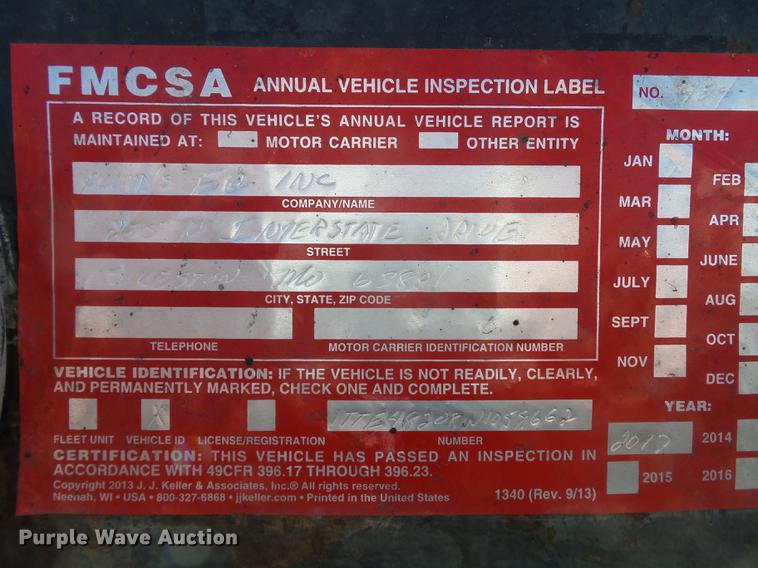 FMCSA ANNUAL VEHICLE INSPECTION LABEL
NO.
A RECORD OF THIS VEHICLE'S ANNUAL VEHICLE REPORT IS
MAINTAINED AT: MOTOR CARRIER OTHER ENTITY
INC
COMPANY/NAME
INTERSTATE DRIVE
STREET
MO 63801
CITY, STATE, ZIP CODE
TELEPHONE MOTOR CARRIER IDENTIFICATION NUMBER
MONTH:
JAN FEB
MAR APR
MAY JUNE
JULY AUG
SEPT OCT
NOV DEC
VEHICLE IDENTIFICATION: IF THE VEHICLE IS NOT READILY, CLEARLY,
AND PERMANENTLY MARKED, CHECK ONE AND COMPLETE.
X
FLEET UNIT VEHICLE ID LICENSE/REGISTRATION NUMBER
YEAR:
2017 2014
2015 2016
CERTIFICATION: THIS VEHICLE HAS PASSED AN INSPECTION IN
ACCORDANCE WITH 49CFR 396.17 THROUGH 396.23.
Copyright 2013 J. J. Keller & Associates, Inc.® All rights reserved.
Neenah, WI • USA • 800-327-6868 • jjkeller.com • Printed in the United States
1340 (Rev. 9/13)
Purple Wave Auction